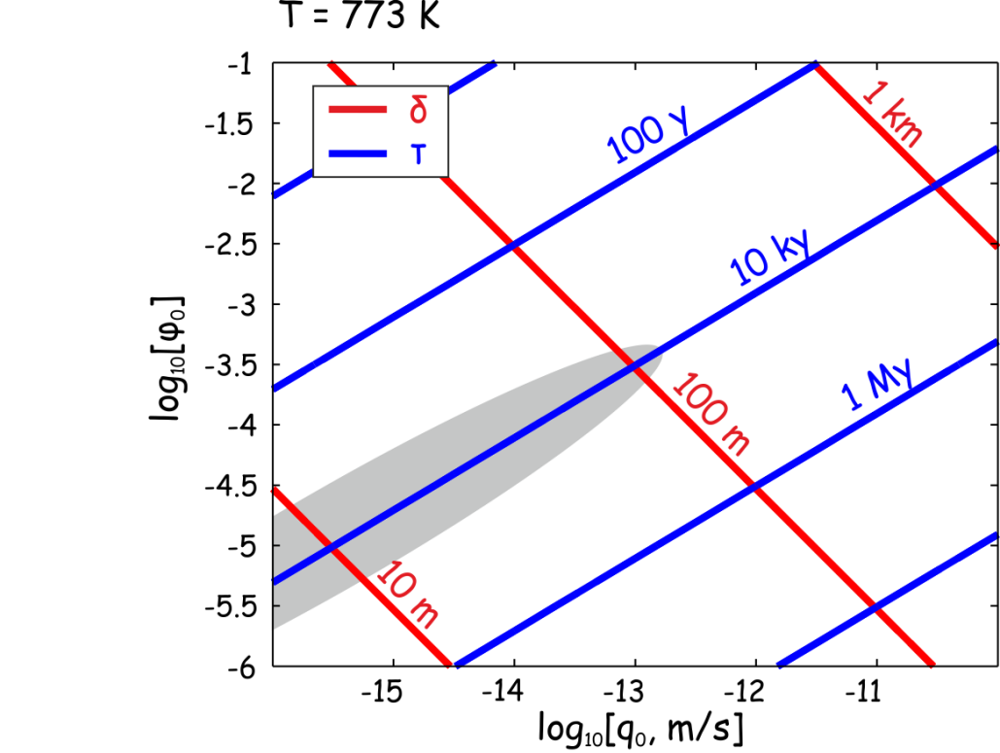 T = 773 K
δ
τ
100 y
1 km
10 ky
1 My
100 m
10 m
-1
-1.5
-2
-2.5
-3
-3.5
-4
-4.5
-5
-5.5
-6
log₁₀[φ₀]
-15
-14
-13
-12
-11
log₁₀[q₀, m/s]